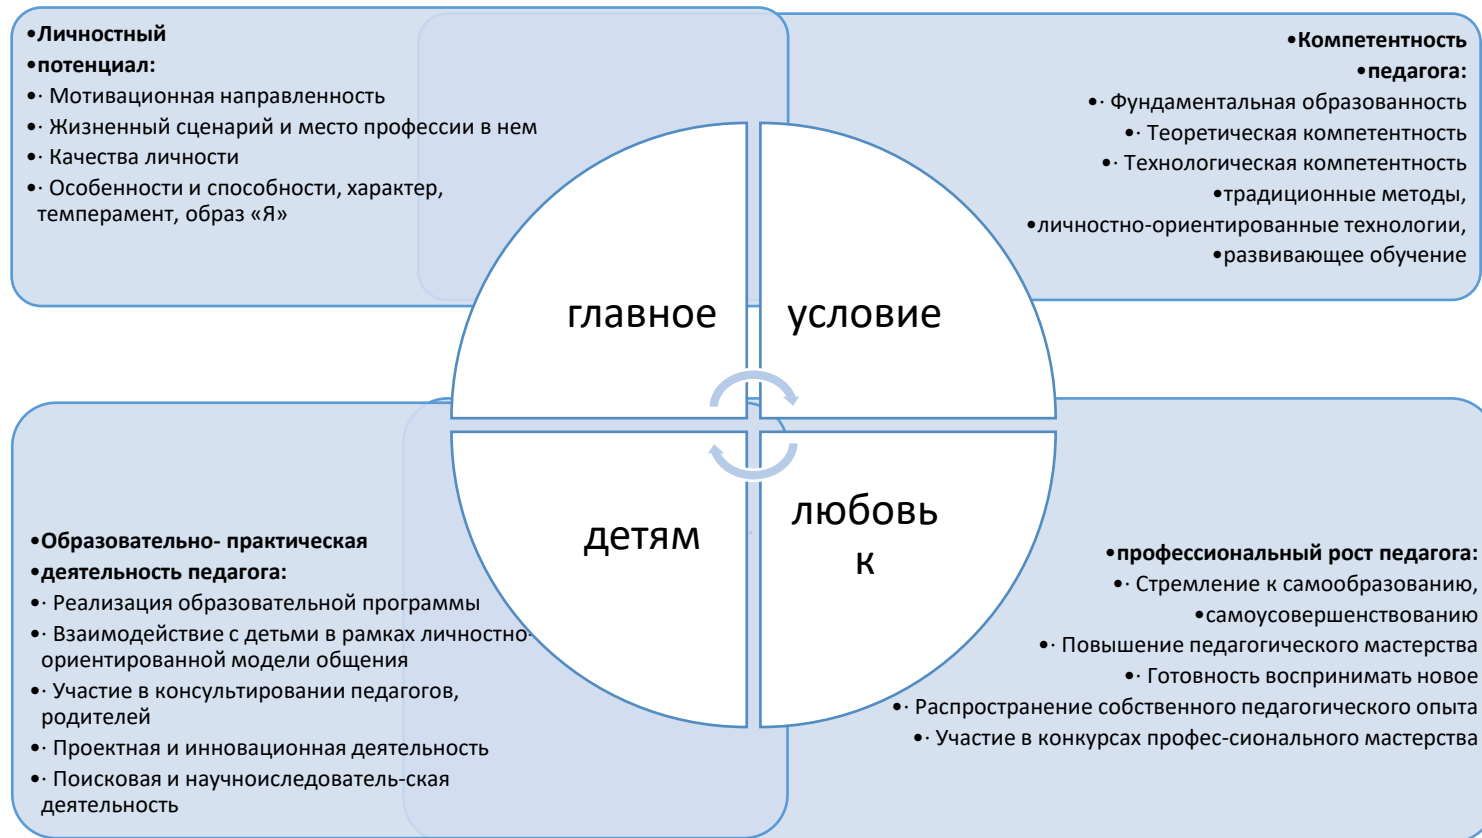 •Личностный
•потенциал:
•· Мотивационная направленность
•· Жизненный сценарий и место профессии в нем
•· Качества личности
•· Особенности и способности, характер,
темперамент, образ «Я»
•Компетентность
•педагога:
•· Фундаментальная образованность
•· Теоретическая компетентность
•· Технологическая компетентность
•традиционные методы,
•личностно-ориентированные технологии,
•развивающее обучение
главное
условие
детям
любовь
к
•Образовательно- практическая
•деятельность педагога:
•· Реализация образовательной программы
•· Взаимодействие с детьми в рамках личностно-
ориентированной модели общения
•· Участие в консультировании педагогов,
родителей
•· Проектная и инновационная деятельность
•· Поисковая и научноиследователь-ская
деятельность
•профессиональный рост педагога:
•· Стремление к самообразованию,
•самоусовершенствованию
•· Повышение педагогического мастерства
•· Готовность воспринимать новое
•· Распространение собственного педагогического опыта
•· Участие в конкурсах профес-сионального мастерства